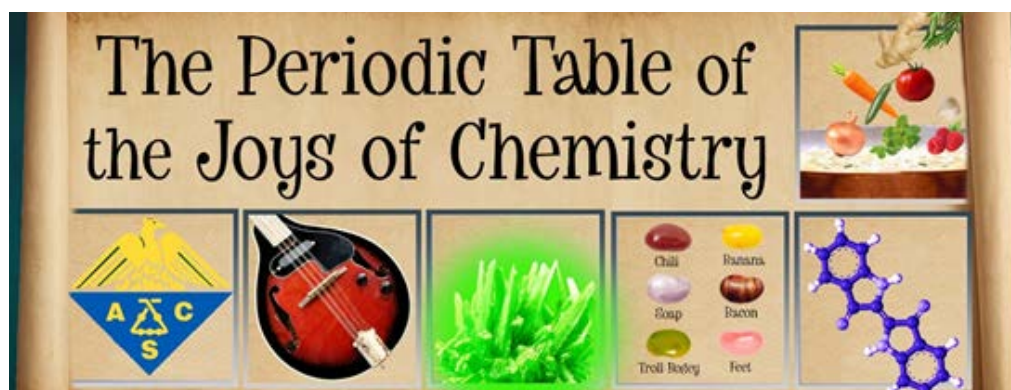 The Periodic Table of
the Joys of Chemistry
A C
S
Chili Banana
Soap Bacon
Troll Bogey Feet